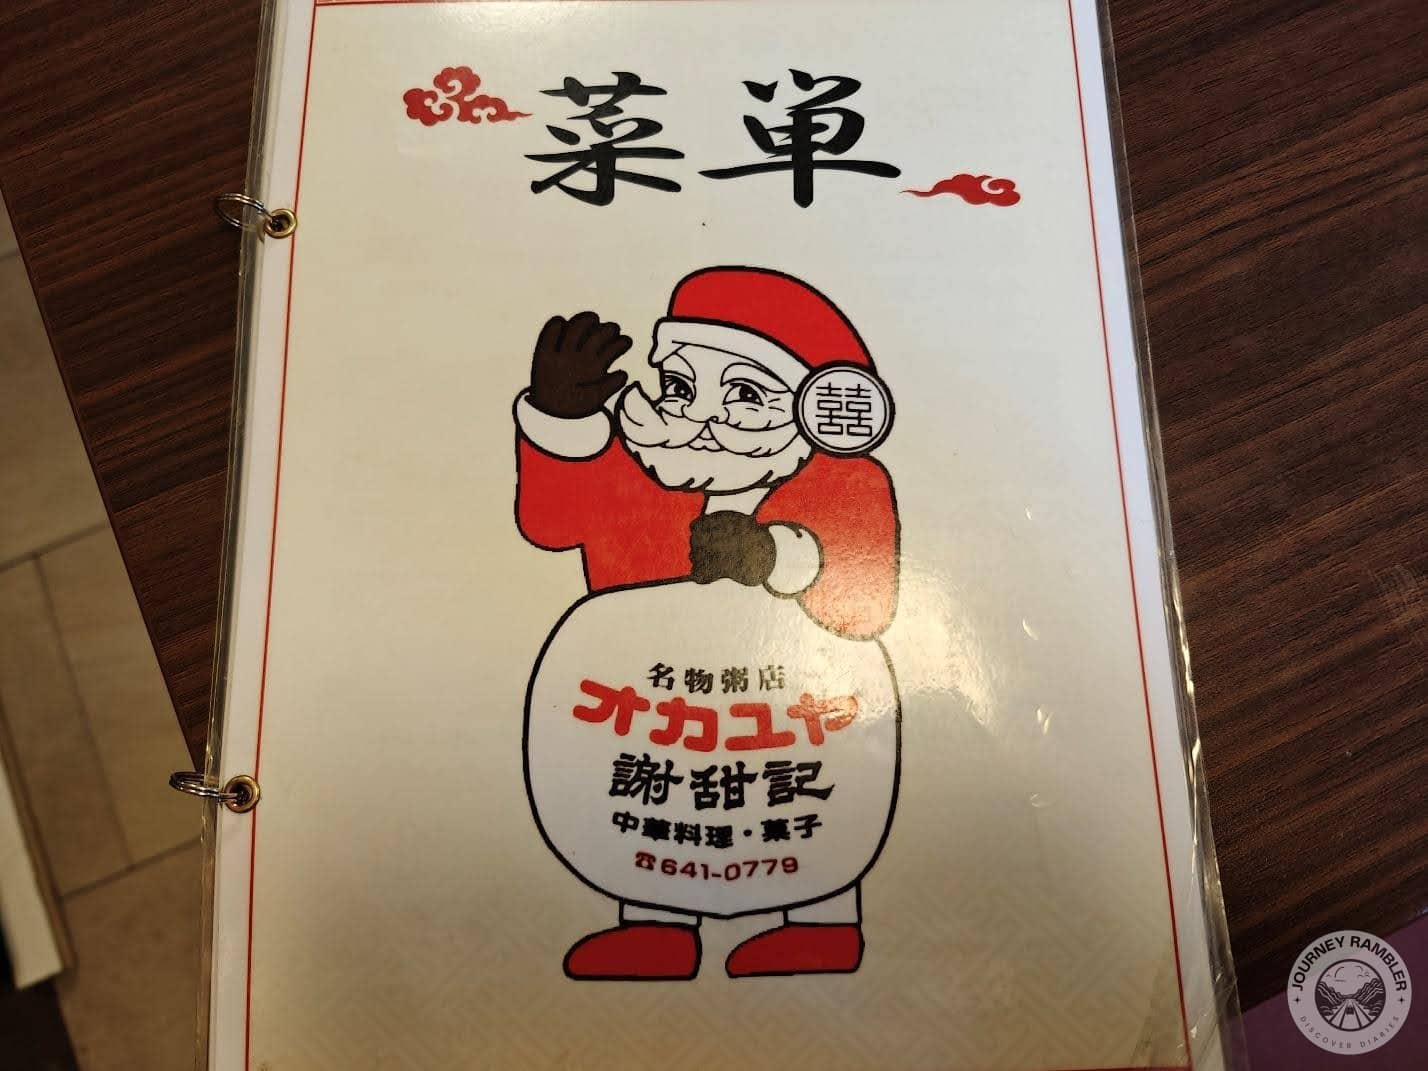 菜単
囍
名物粥店
オカユヤ
謝甜記
中華料理・菓子
☎641-0779
JOURNEY RAMBLER
DISCOVER DIARIES